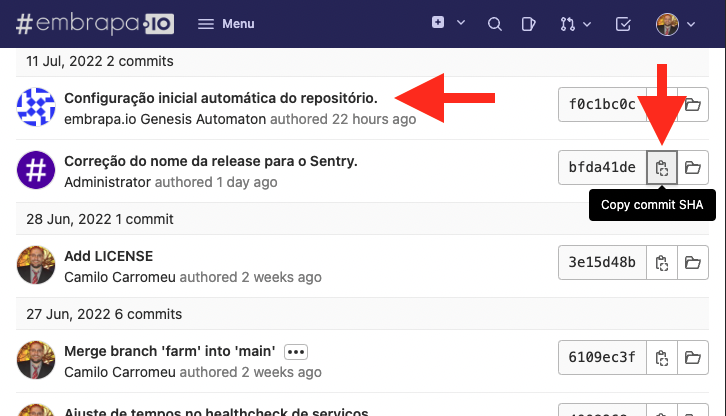 #embrapa.IO
Menu
11 Jul, 2022 2 commits
Configuração inicial automática do repositório.
f0c1bc0c
embrapa.io Genesis Automaton authored 22 hours ago
Correção do nome da release para o Sentry.
bfda41de
Administrator authored 1 day ago
Copy commit SHA
28 Jun, 2022 1 commit
Add LICENSE
3e15d48b
Camilo Carromeu authored 2 weeks ago
27 Jun, 2022 6 commits
Merge branch 'farm' into 'main'
6109ec3f
Camilo Carromeu authored 2 weeks ago
Ajuste de tempos no healthcheck de serviços